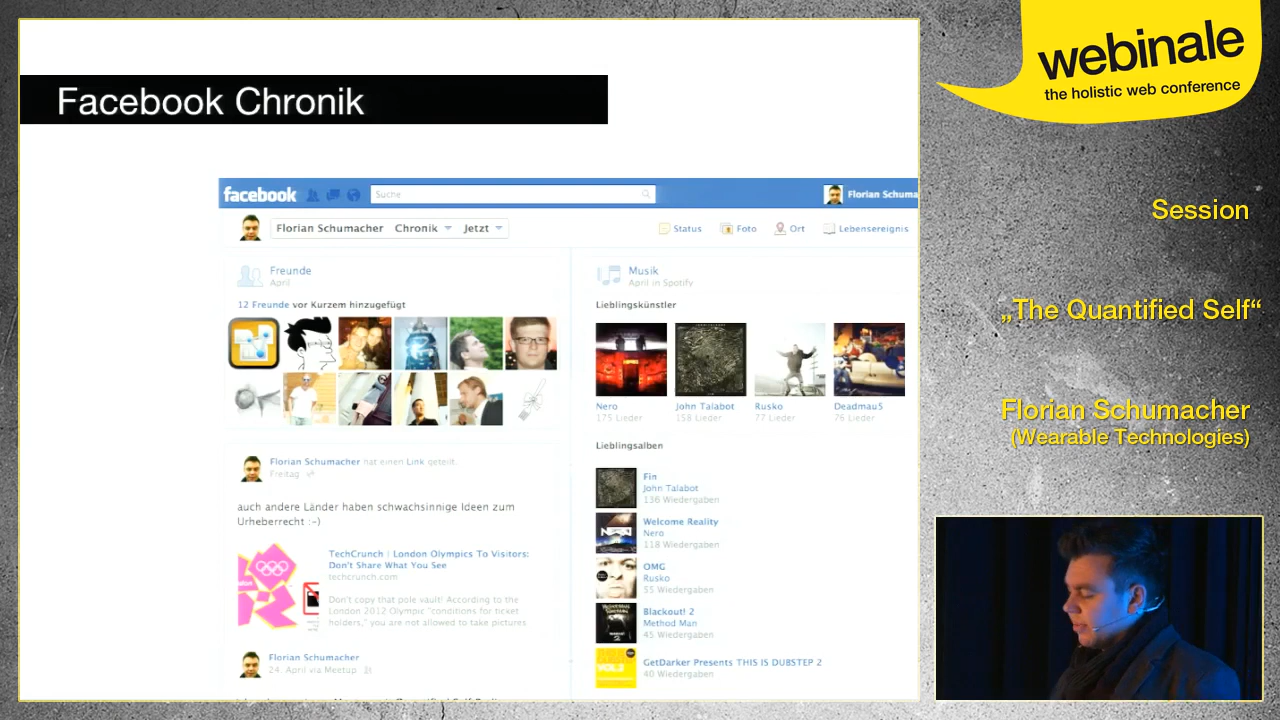 Facebook Chronik
facebook
Suche
Florian Schuma
Florian Schumacher Chronik Jetzt
Status Foto Ort Lebensereignis
Freunde
April
12 Freunde vor Kurzem hinzugefügt
Florian Schumacher hat einen Link geteilt.
Freitag
auch andere Länder haben schwachsinnige Ideen zum
Urheberrecht :-)
TechCrunch | London Olympics To Visitors:
Don't Share What You See
techcrunch.com
Don't copy that pole vault! According to the
London 2012 Olympic "conditions for ticket
holders," you are not allowed to take pictures
Florian Schumacher
24. April via Meetup
Musik
April in Spotify
Lieblingskünstler
Nero
175 Lieder
John Talabot
158 Lieder
Rusko
77 Lieder
Deadmau5
76 Lieder
Lieblingsalben
Fin
John Talabot
136 Wiedergaben
Welcome Reality
Nero
118 Wiedergaben
OMG
Rusko
55 Wiedergaben
Blackout! 2
Method Man
45 Wiedergaben
GetDarker Presents THIS IS DUBSTEP 2
40 Wiedergaben
webinale
the holistic web conference
Session
„The Quantified Self“
Florian Schumacher
(Wearable Technologies)